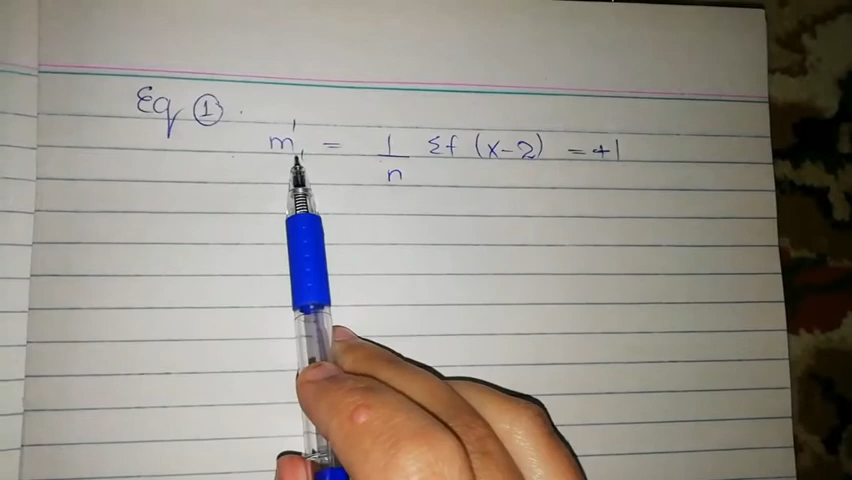 Eq ①.
m'₁ = 1/n Σf (x-2) = +1